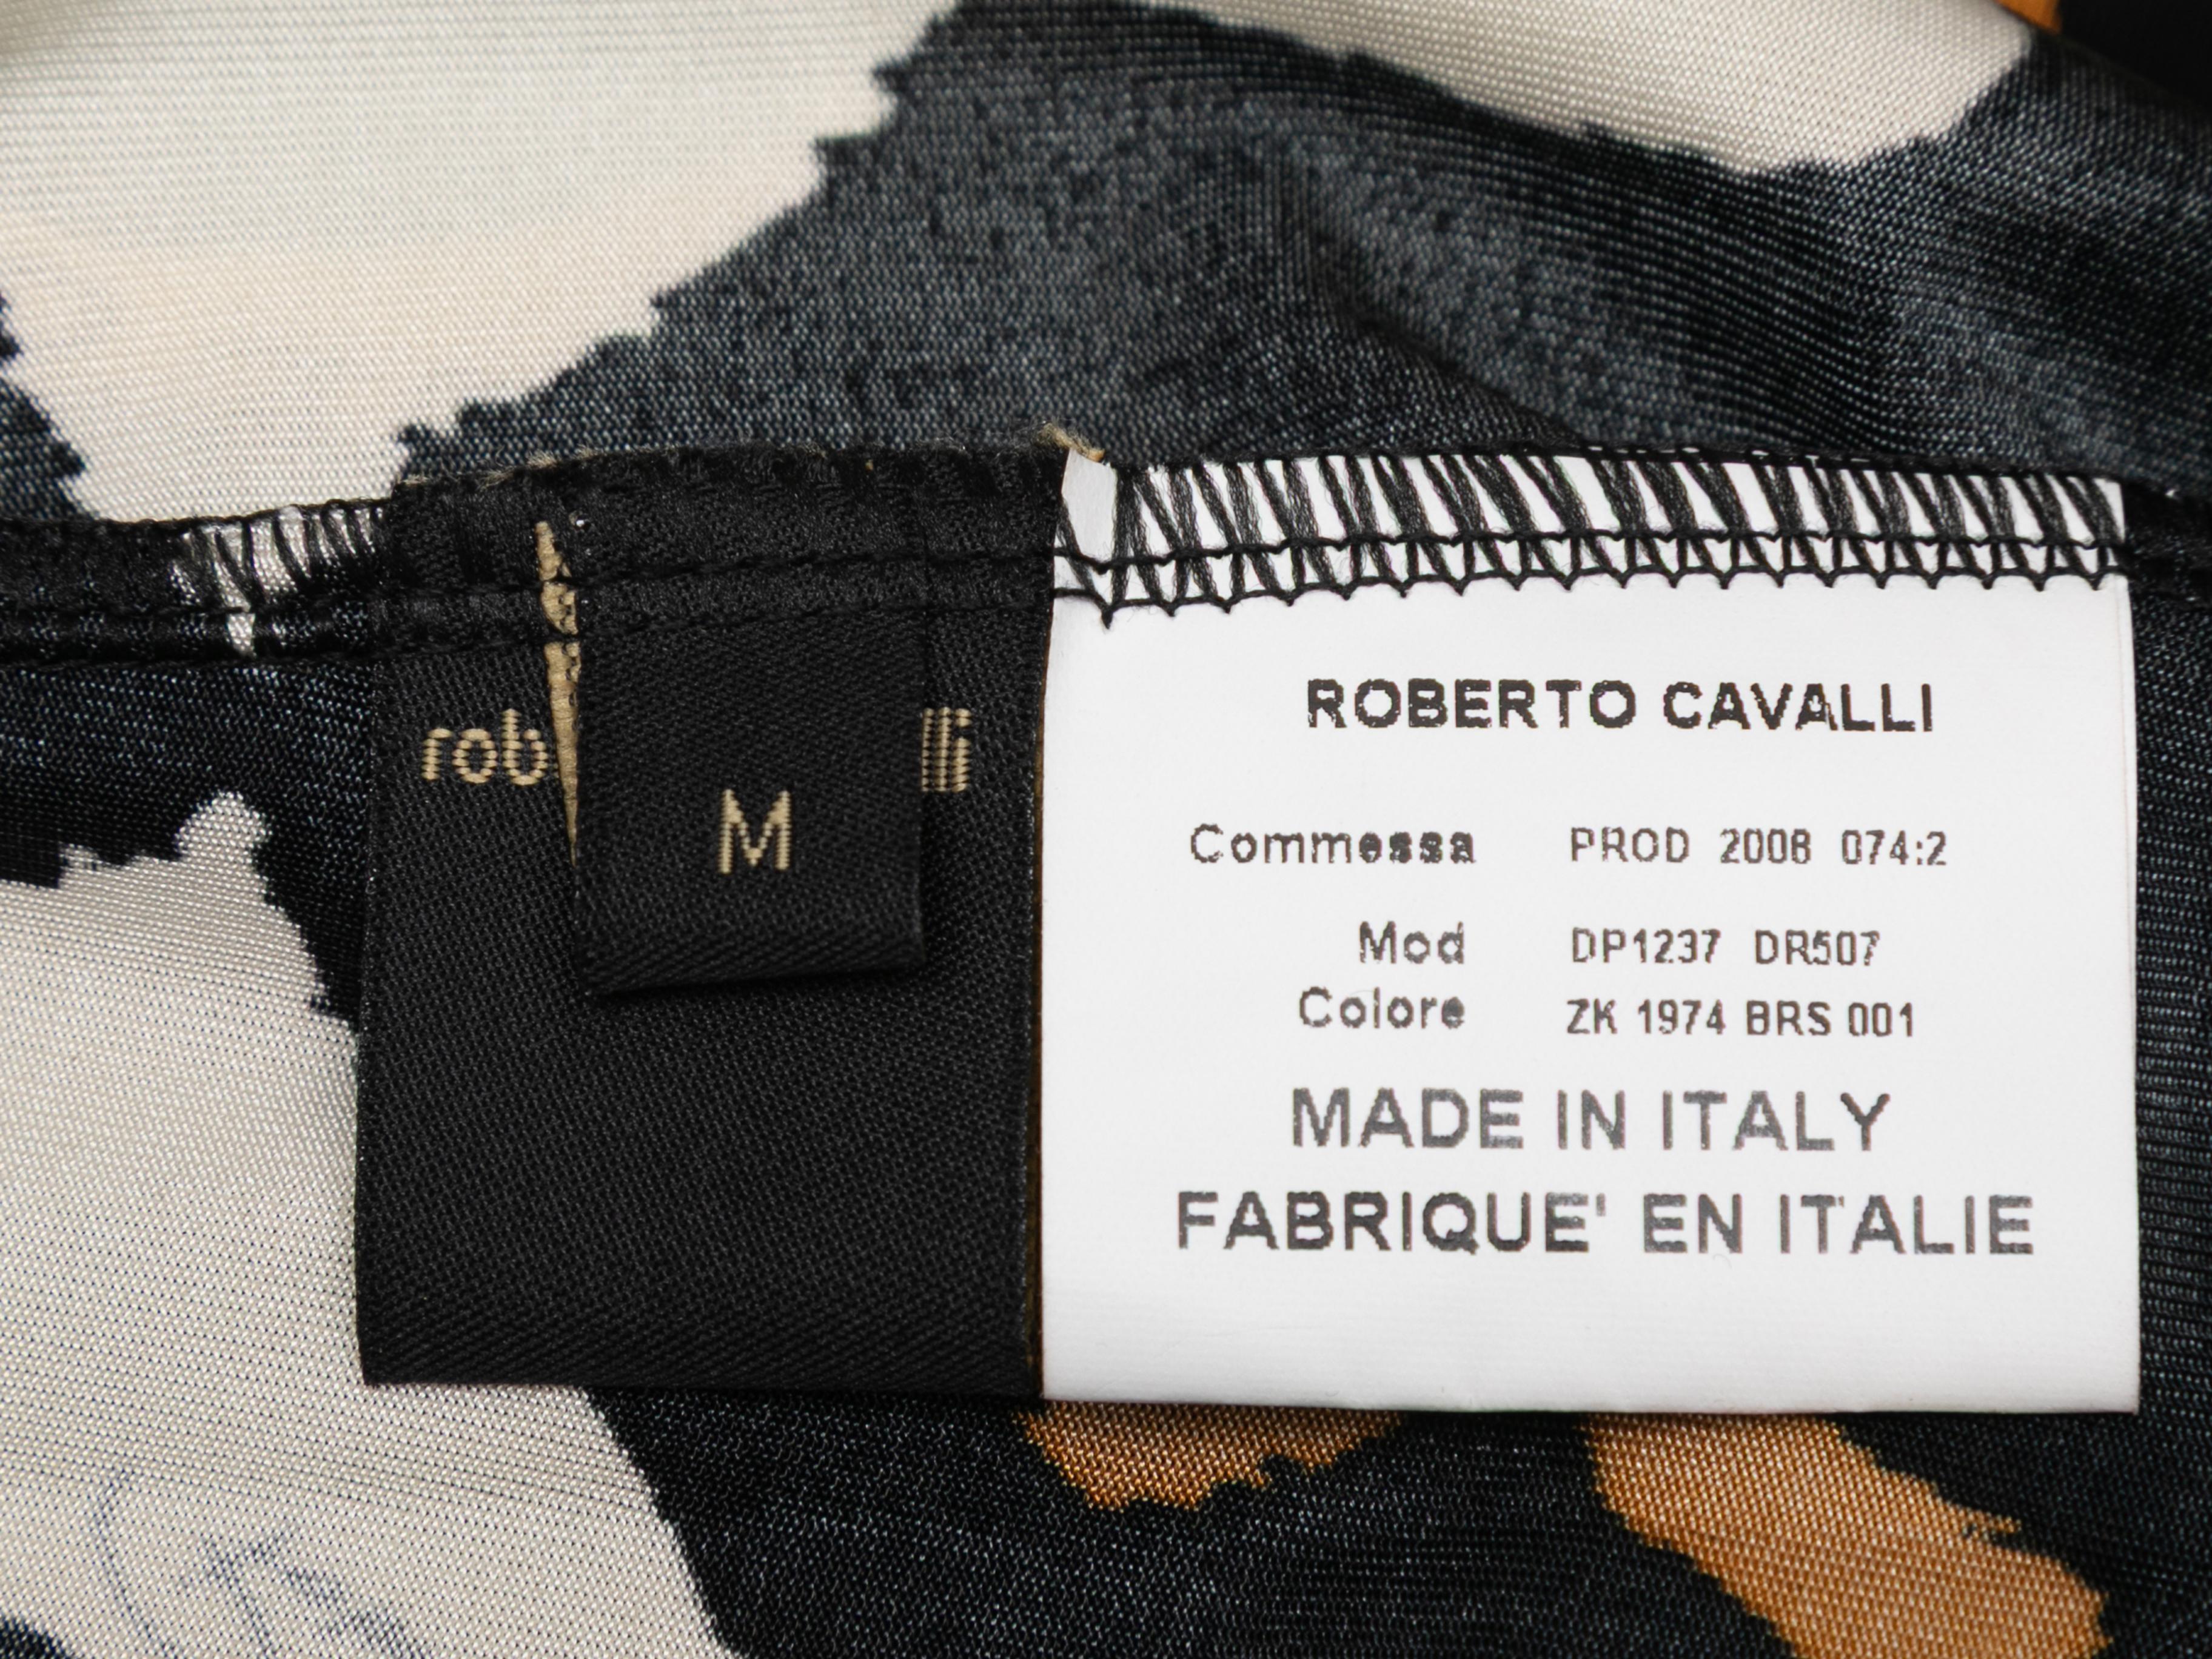 rob lli
M
ROBERTO CAVALLI
Commessa PROD 2008 074:2
Mod DP1237 DR507
Colore ZK 1974 BRS 001
MADE IN ITALY
FABRIQUE' EN ITALIE